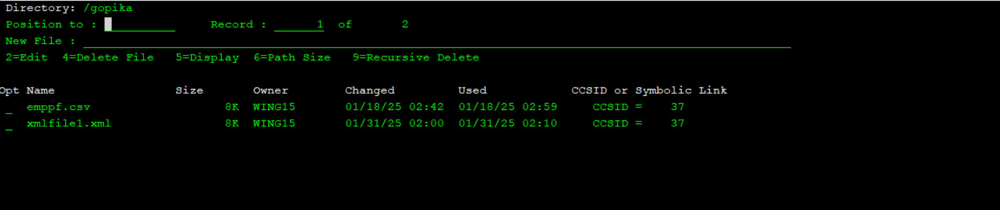 Directory: /gopika
Position to : Record : 1 of 2
New File :
2=Edit 4=Delete File 5=Display 6=Path Size 9=Recursive Delete
Opt Name Size Owner Changed Used CCSID or Symbolic Link
_ emppf.csv 8K WING15 01/18/25 02:42 01/18/25 02:59 CCSID = 37
_ xmlfile1.xml 8K WING15 01/31/25 02:00 01/31/25 02:10 CCSID = 37